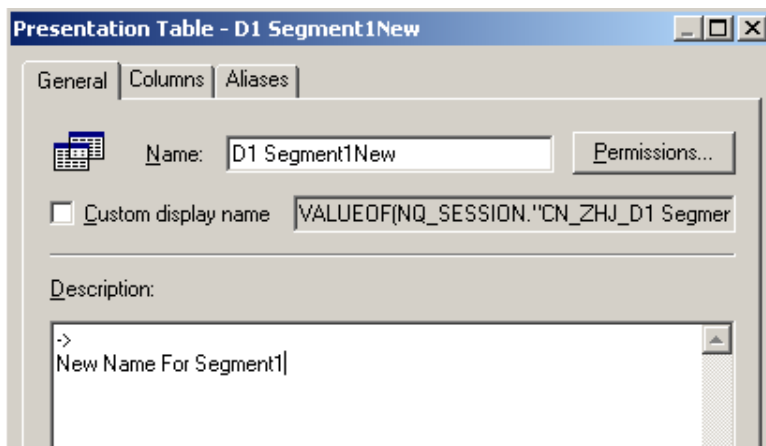 Presentation Table - D1 Segment1New
General Columns Aliases
Name: D1 Segment1New Permissions...
Custom display name VALUEOF(NQ_SESSION."CN_ZHJ_D1 Segmer
Description:
->
New Name For Segment1